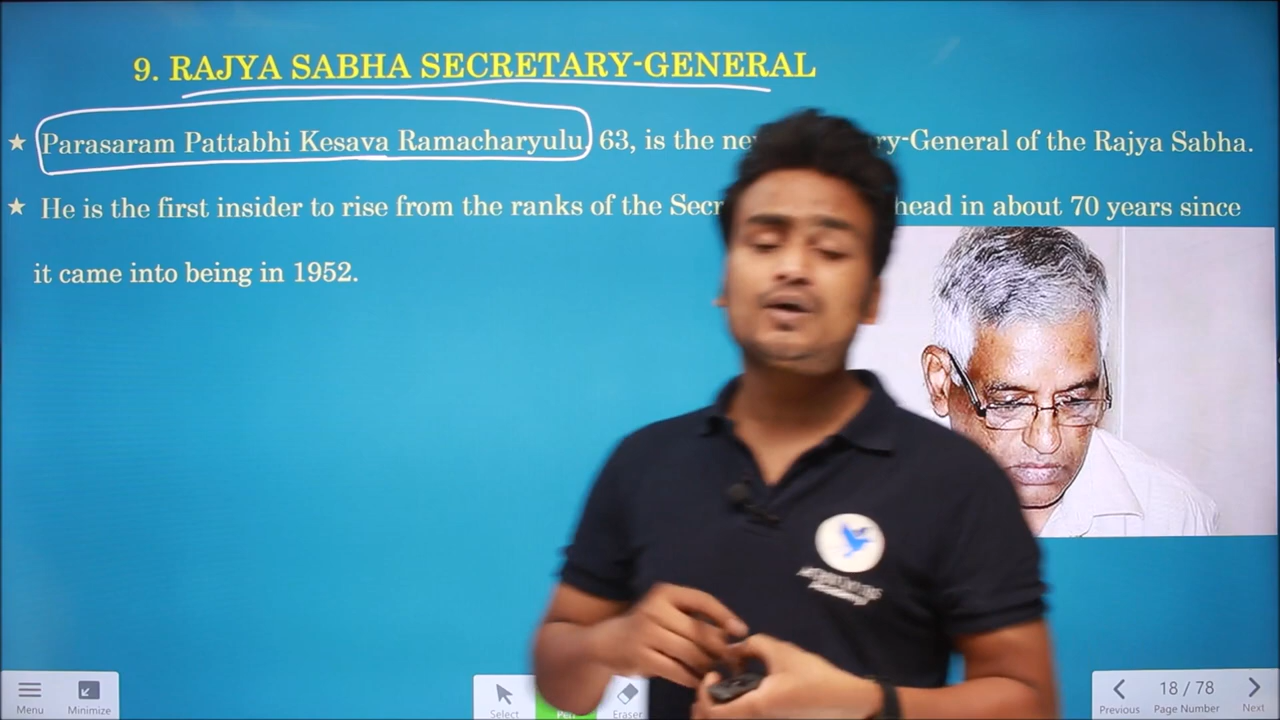 9. RAJYA SABHA SECRETARY-GENERAL
★ Parasaram Pattabhi Kesava Ramacharyulu, 63, is the ry-General of the Rajya Sabha.
★ He is the first insider to rise from the ranks of the head in about 70 years since
it came into being in 1952.
Menu
Minimize
Select
Pen
Eraser
Previous
18 / 78
Page Number
Next